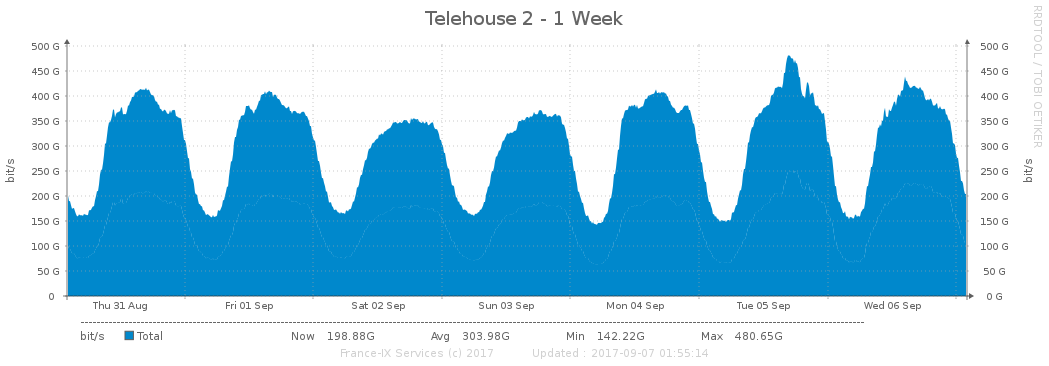 Telehouse 2 - 1 Week
RRDTOOL / TOBI OETIKER
500 G 500 G
450 G 450 G
400 G 400 G
350 G 350 G
300 G 300 G
250 G 250 G
200 G 200 G
150 G 150 G
100 G 100 G
50 G 50 G
0 0 G
bit/s bit/s
Thu 31 Aug Fri 01 Sep Sat 02 Sep Sun 03 Sep Mon 04 Sep Tue 05 Sep Wed 06 Sep
bit/s Total Now 198.88G Avg 303.98G Min 142.22G Max 480.65G
France-IX Services (c) 2017 Updated : 2017-09-07 01:55:14